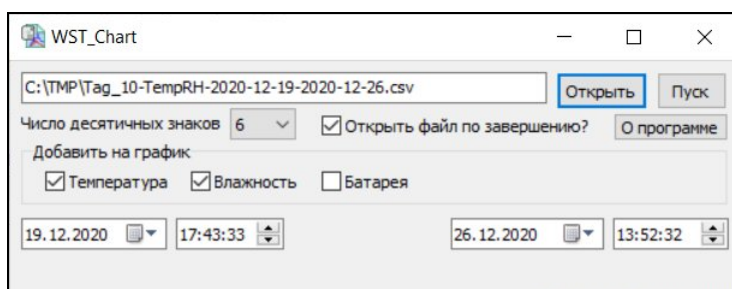 WST_Chart
C:\TMP\Tag_10-TempRH-2020-12-19-2020-12-26.csv Открыть Пуск
Число десятичных знаков 6 Открыть файл по завершению? О программе
Добавить на график
Температура Влажность Батарея
19.12.2020 17:43:33 26.12.2020 13:52:32